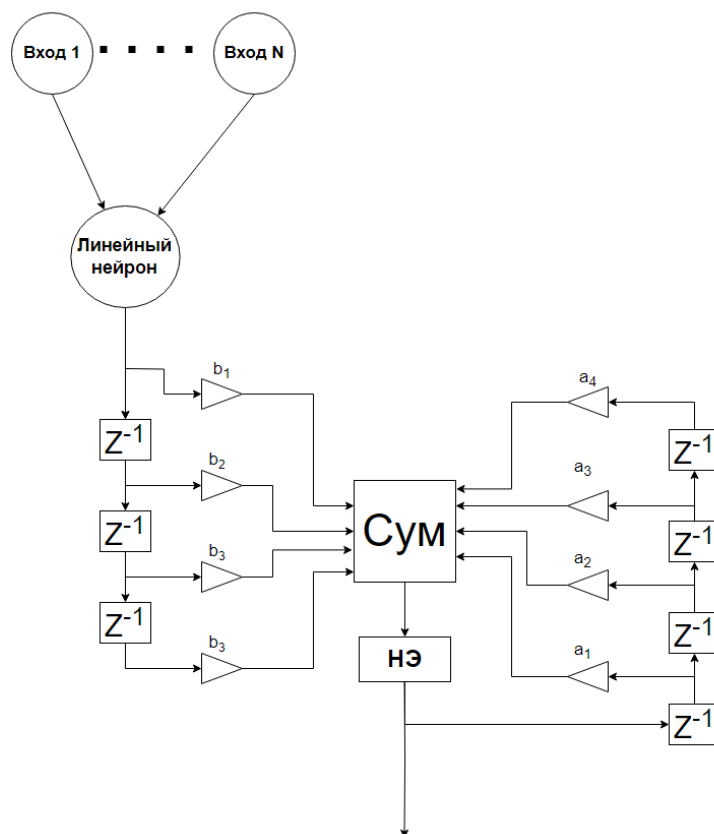 Вход 1
Вход N
Линейный
нейрон
b₁
a₄
Z⁻¹
Z⁻¹
b₂
a₃
Сум
Z⁻¹
Z⁻¹
b₃
a₂
Z⁻¹
Z⁻¹
b₃
НЭ
a₁
Z⁻¹